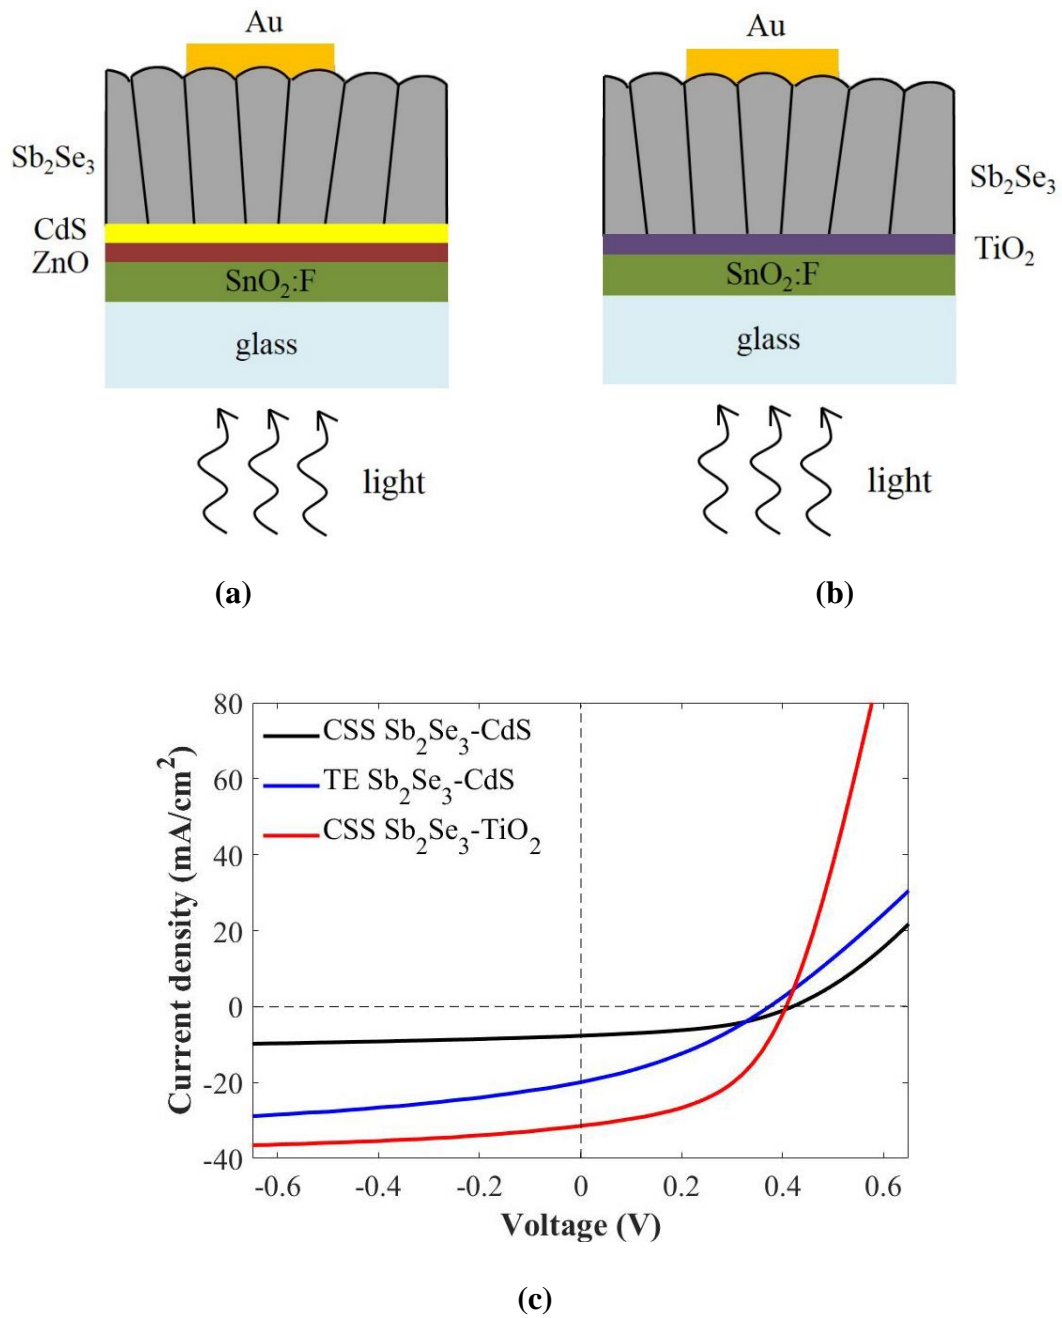 Au
Sb₂Se₃
CdS
ZnO
SnO₂:F
glass
light
(a)
Au
Sb₂Se₃
TiO₂
SnO₂:F
glass
light
(b)
CSS Sb₂Se₃-CdS
TE Sb₂Se₃-CdS
CSS Sb₂Se₃-TiO₂
Current density (mA/cm²)
80
60
40
20
0
-20
-40
-0.6 -0.4 -0.2 0 0.2 0.4 0.6
Voltage (V)
(c)